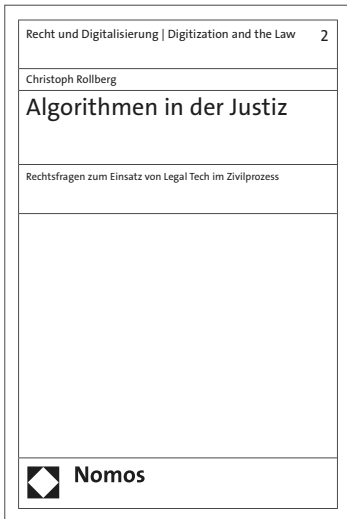 Recht und Digitalisierung | Digitization and the Law 2
Christoph Rollberg
Algorithmen in der Justiz
Rechtsfragen zum Einsatz von Legal Tech im Zivilprozess
Nomos